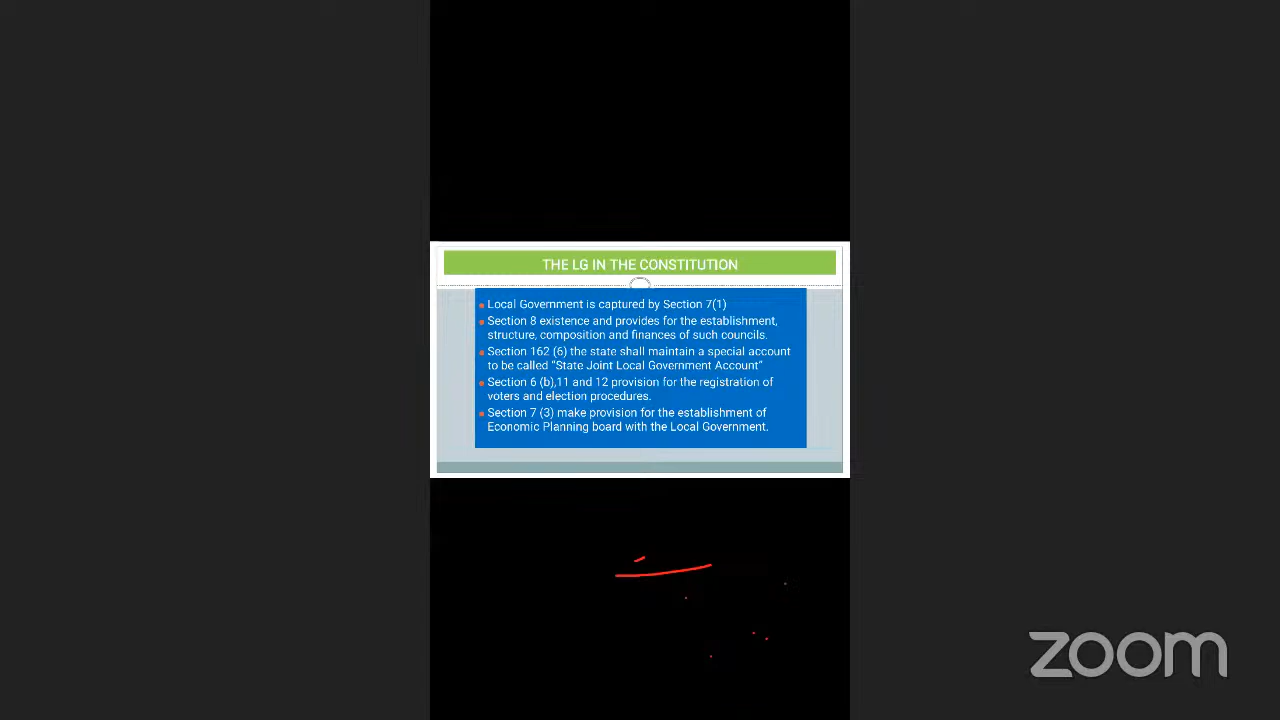 THE LG IN THE CONSTITUTION
Local Government is captured by Section 7(1)
Section 8 existence and provides for the establishment,
structure, composition and finances of such councils.
Section 162 (6) the state shall maintain a special account
to be called "State Joint Local Government Account"
Section 6 (b),11 and 12 provision for the registration of
voters and election procedures.
Section 7 (3) make provision for the establishment of
Economic Planning board with the Local Government.
zoom